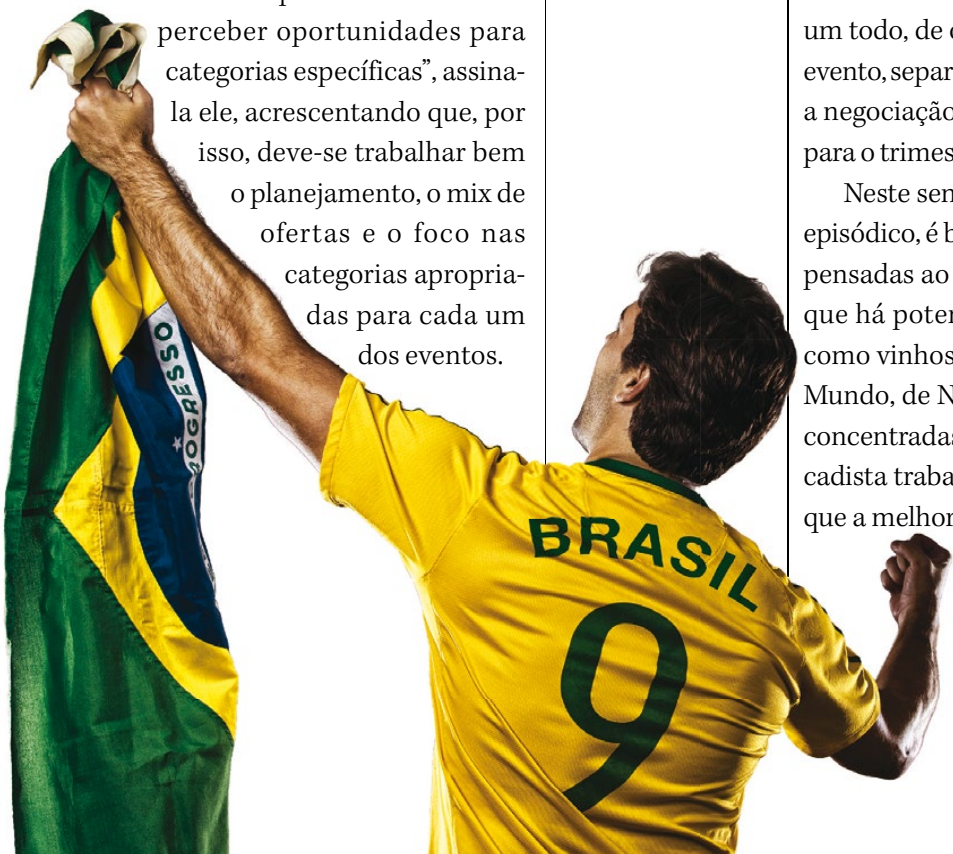 perceber oportunidades para
categorias específicas”, assina-
la ele, acrescentando que, por
isso, deve-se trabalhar bem
o planejamento, o mix de
ofertas e o foco nas
categorias apropria-
das para cada um
dos eventos.
um todo, de
evento, separ
a negociação
para o trimes
Neste sen
episódico, é b
pensadas ao
que há poten
como vinhos
Mundo, de N
concentradas
cadista traba
que a melhor
OGRESSO
BRASIL
9